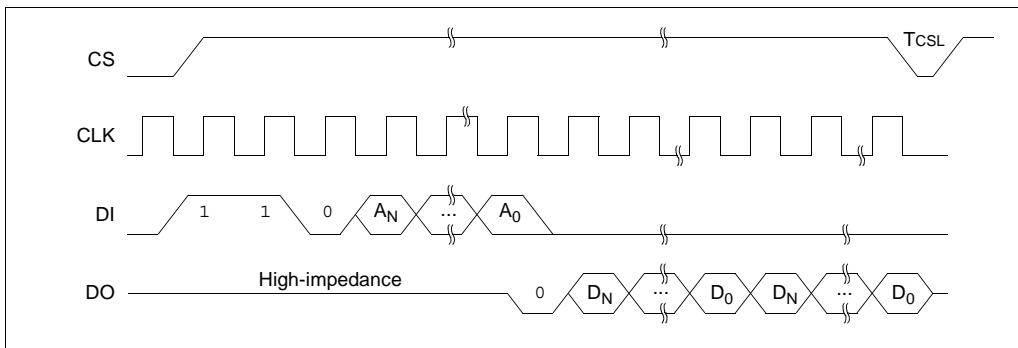 CS TCSL
CLK
DI 1 1 0 AN ... A0
High-impedance
DO 0 DN ... D0 DN ... D0